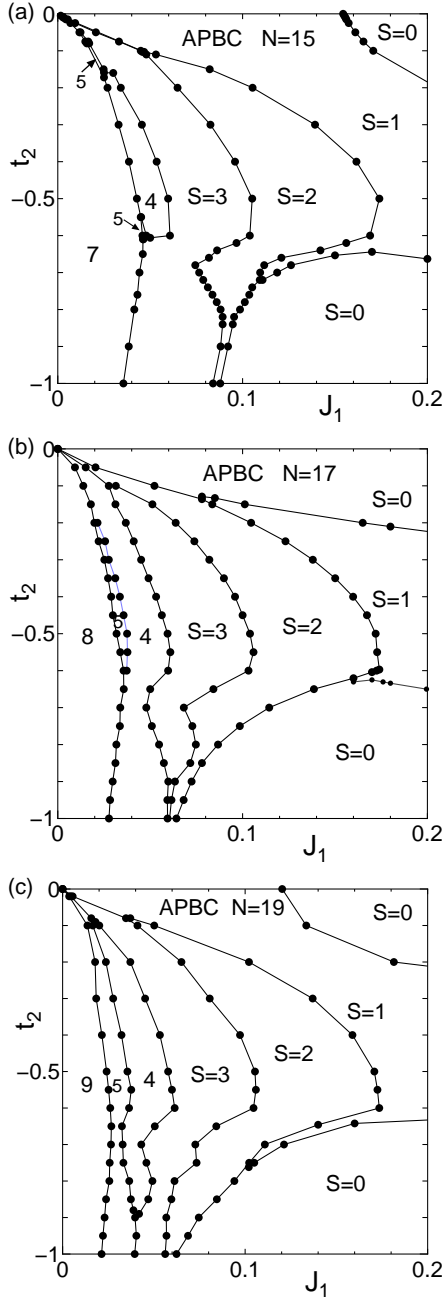 (a)
0
APBC N=15
S=0
5
S=1
t2
-0.5
4
S=3
S=2
5
7
S=0
-1
0
0.1
0.2
J1
(b)
0
APBC N=17
S=0
t2
S=1
-0.5
5
8
4
S=3
S=2
S=0
-1
0
0.1
0.2
J1
(c)
0
APBC N=19
S=0
t2
S=1
S=2
-0.5
9
5
4
S=3
S=0
-1
0
0.1
0.2
J1